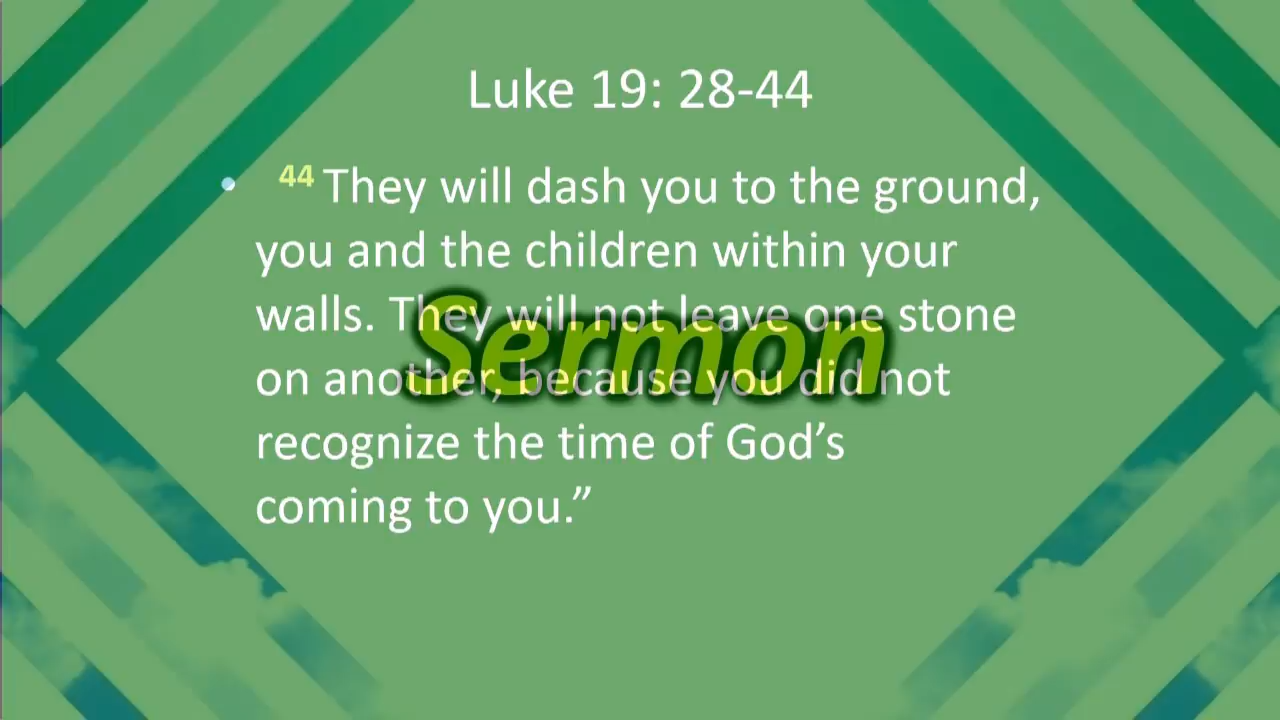 Luke 19: 28-44
• 44 They will dash you to the ground,
you and the children within your
walls. They will not leave one stone
on another, because you did not
recognize the time of God’s
coming to you.”
Sermon